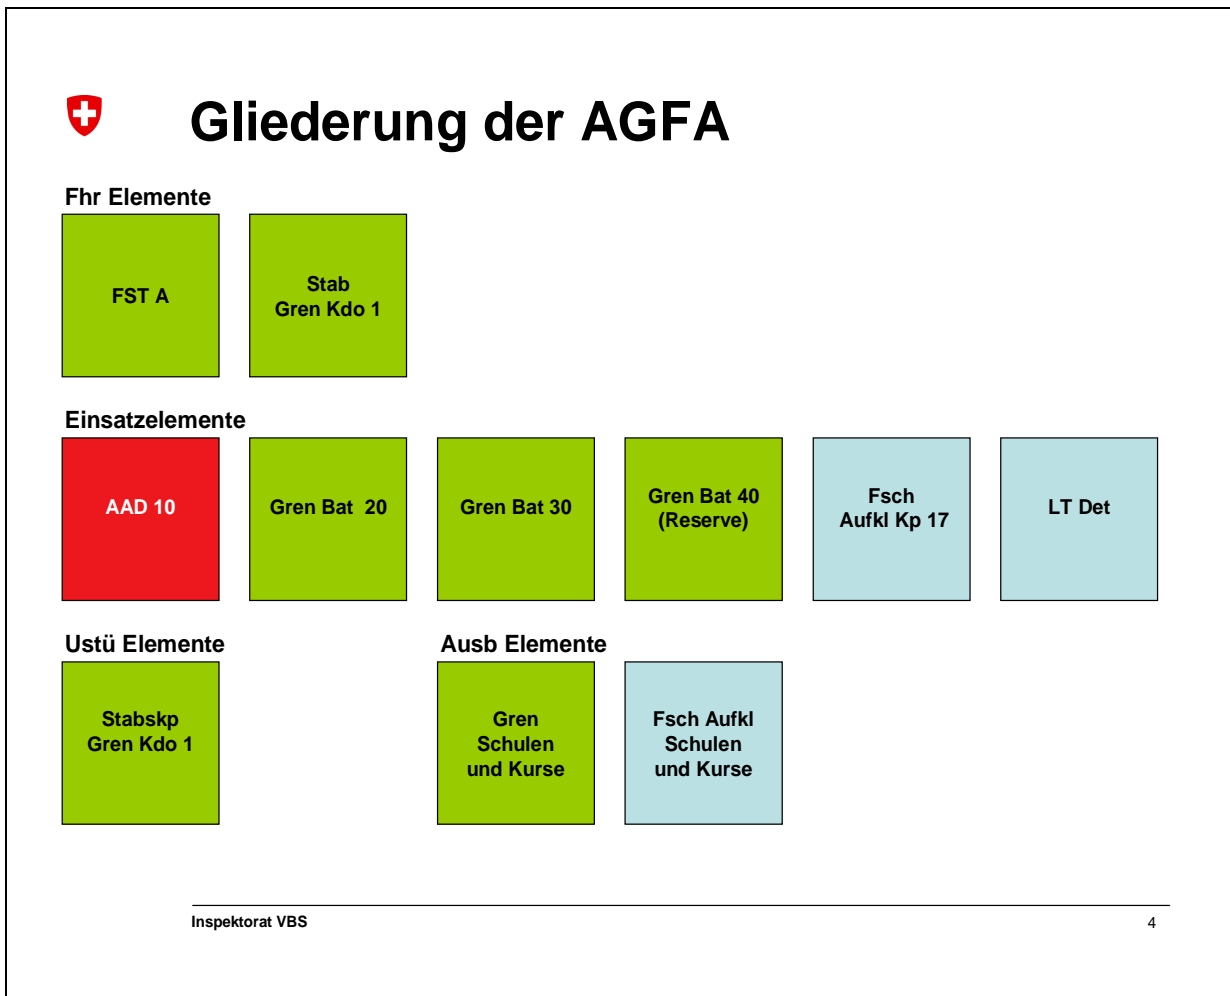 Gliederung der AGFA
Fhr Elemente
FST A
Stab
Gren Kdo 1
Einsatzelemente
AAD 10
Gren Bat  20
Gren Bat 30
Gren Bat 40
(Reserve)
Fsch
Aufkl Kp 17
LT Det
Ustü Elemente
Stabskp
Gren Kdo 1
Ausb Elemente
Gren
Schulen
und Kurse
Fsch Aufkl
Schulen
und Kurse
Inspektorat VBS
4